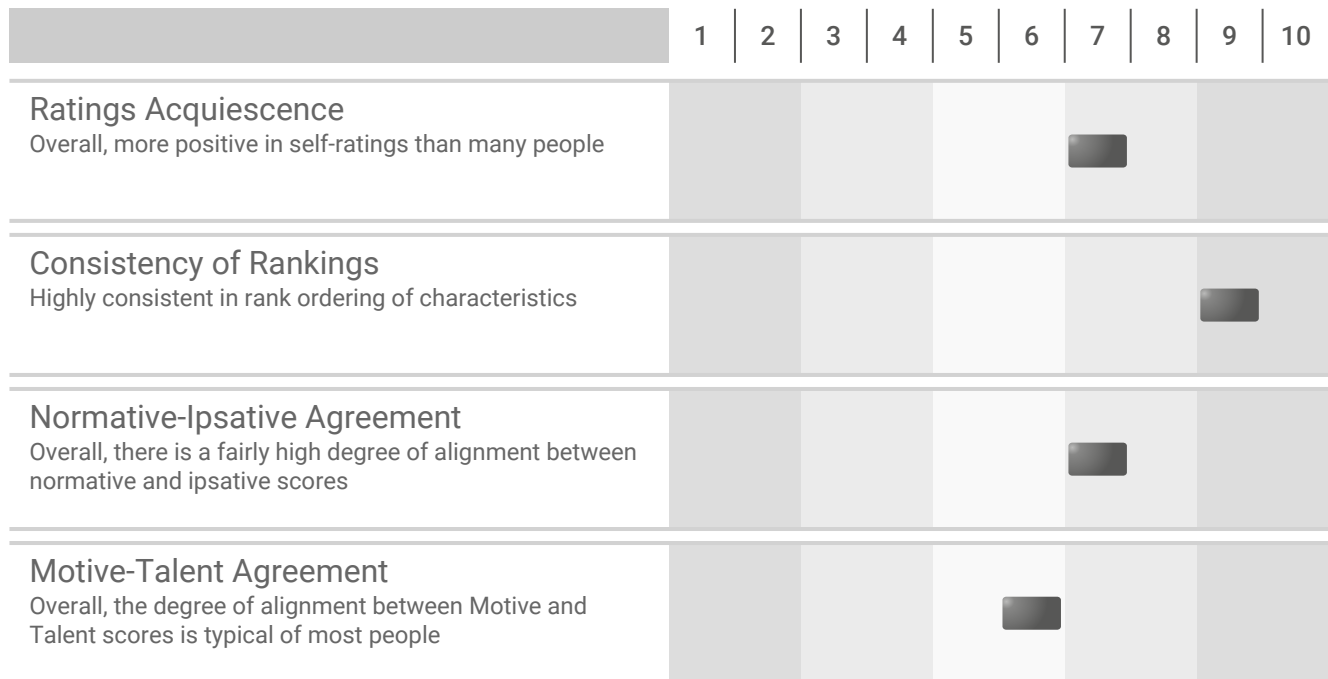 1 2 3 4 5 6 7 8 9 10
Ratings Acquiescence
Overall, more positive in self-ratings than many people
Consistency of Rankings
Highly consistent in rank ordering of characteristics
Normative-Ipsative Agreement
Overall, there is a fairly high degree of alignment between
normative and ipsative scores
Motive-Talent Agreement
Overall, the degree of alignment between Motive and
Talent scores is typical of most people